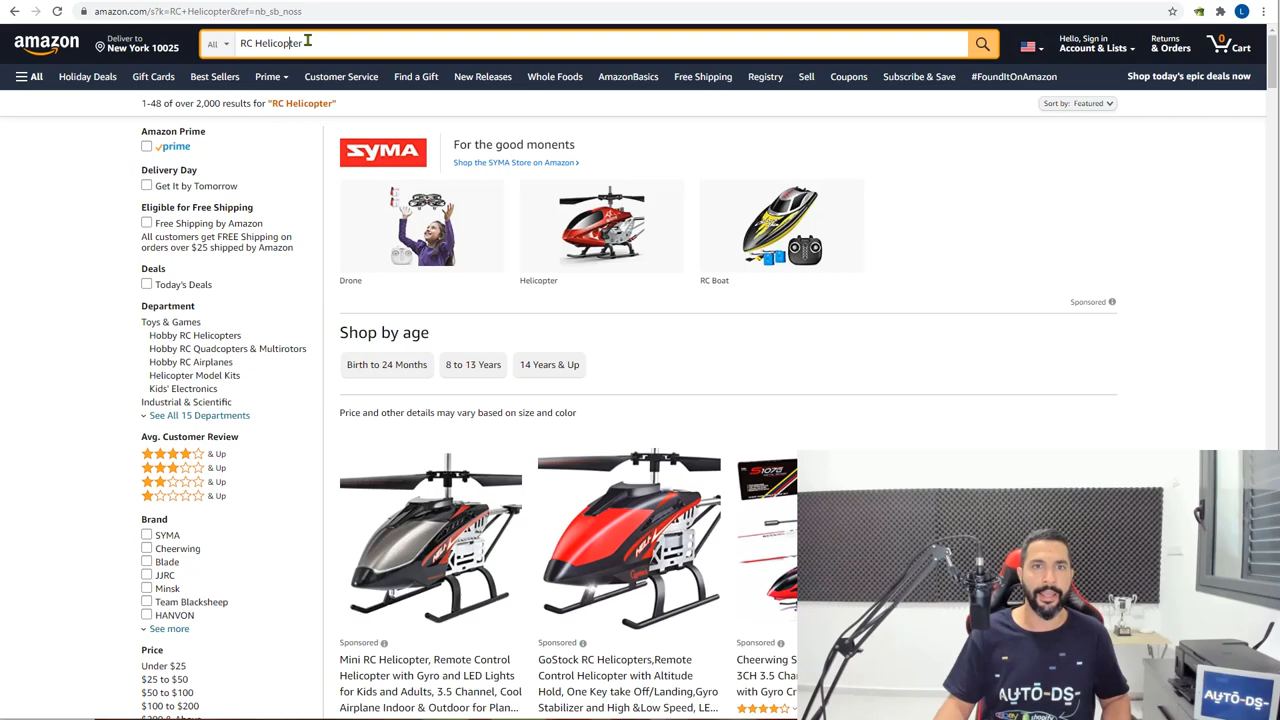 amazon.com/s?k=RC+Helicopter&ref=nb_sb_noss
L
amazon
Deliver to
New York 10025
All
RC Helicopter
Hello, Sign in
Account & Lists
Returns
& Orders
0
Cart
All
Holiday Deals
Gift Cards
Best Sellers
Prime
Customer Service
Find a Gift
New Releases
Whole Foods
AmazonBasics
Free Shipping
Registry
Sell
Coupons
Subscribe & Save
#FoundItOnAmazon
Shop today's epic deals now
1-48 of over 2,000 results for "RC Helicopter"
Sort by: Featured
Amazon Prime
prime
Delivery Day
Get It by Tomorrow
Eligible for Free Shipping
Free Shipping by Amazon
All customers get FREE Shipping on
orders over $25 shipped by Amazon
Deals
Today's Deals
Department
Toys & Games
Hobby RC Helicopters
Hobby RC Quadcopters & Multirotors
Hobby RC Airplanes
Helicopter Model Kits
Kids' Electronics
Industrial & Scientific
See All 15 Departments
Avg. Customer Review
& Up
& Up
& Up
& Up
Brand
SYMA
Cheerwing
Blade
JJRC
Minsk
Team Blacksheep
HANVON
See more
Price
Under $25
$25 to $50
$50 to $100
$100 to $200
$200 & Above
SYMA
For the good monents
Shop the SYMA Store on Amazon
Drone
Helicopter
RC Boat
Sponsored
Shop by age
Birth to 24 Months
8 to 13 Years
14 Years & Up
Price and other details may vary based on size and color
S107G
Sponsored
Mini RC Helicopter, Remote Control
Helicopter with Gyro and LED Lights
for Kids and Adults, 3.5 Channel, Cool
Airplane Indoor & Outdoor for Plan...
Sponsored
GoStock RC Helicopters,Remote
Control Helicopter with Altitude
Hold, One Key take Off/Landing,Gyro
Stabilizer and High &Low Speed, LE...
Sponsored
Cheerwing S
3CH 3.5 Chan
with Gyro Cr
AUTO-DS
ebay
shopify
AUTO-DS